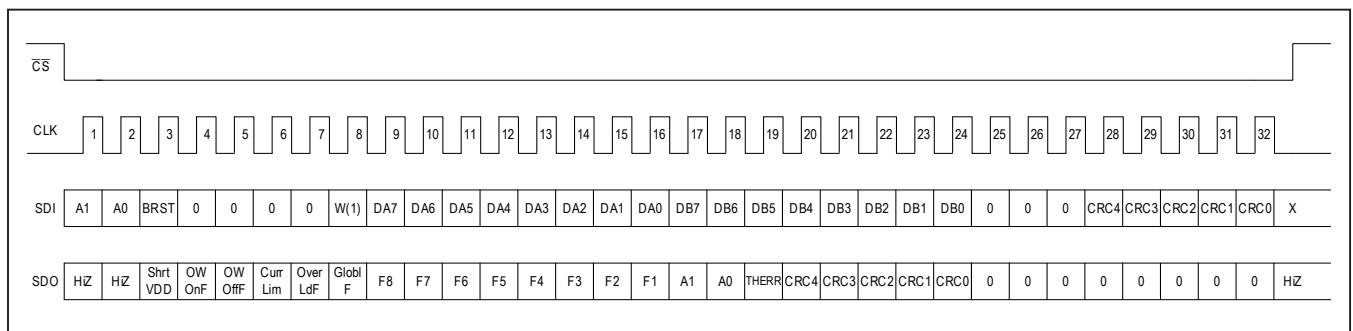 CS
CLK 1 2 3 4 5 6 7 8 9 10 11 12 13 14 15 16 17 18 19 20 21 22 23 24 25 26 27 28 29 30 31 32
SDI A1 A0 BRST 0 0 0 0 W(1) DA7 DA6 DA5 DA4 DA3 DA2 DA1 DA0 DB7 DB6 DB5 DB4 DB3 DB2 DB1 DB0 0 0 0 CRC4 CRC3 CRC2 CRC1 CRC0 X
SDO HiZ HiZ Shrt VDD OW OnF OW OffF Curr Lim Over LdF Globl F F8 F7 F6 F5 F4 F3 F2 F1 A1 A0 THERR CRC4 CRC3 CRC2 CRC1 CRC0 0 0 0 0 0 0 0 0 HiZ